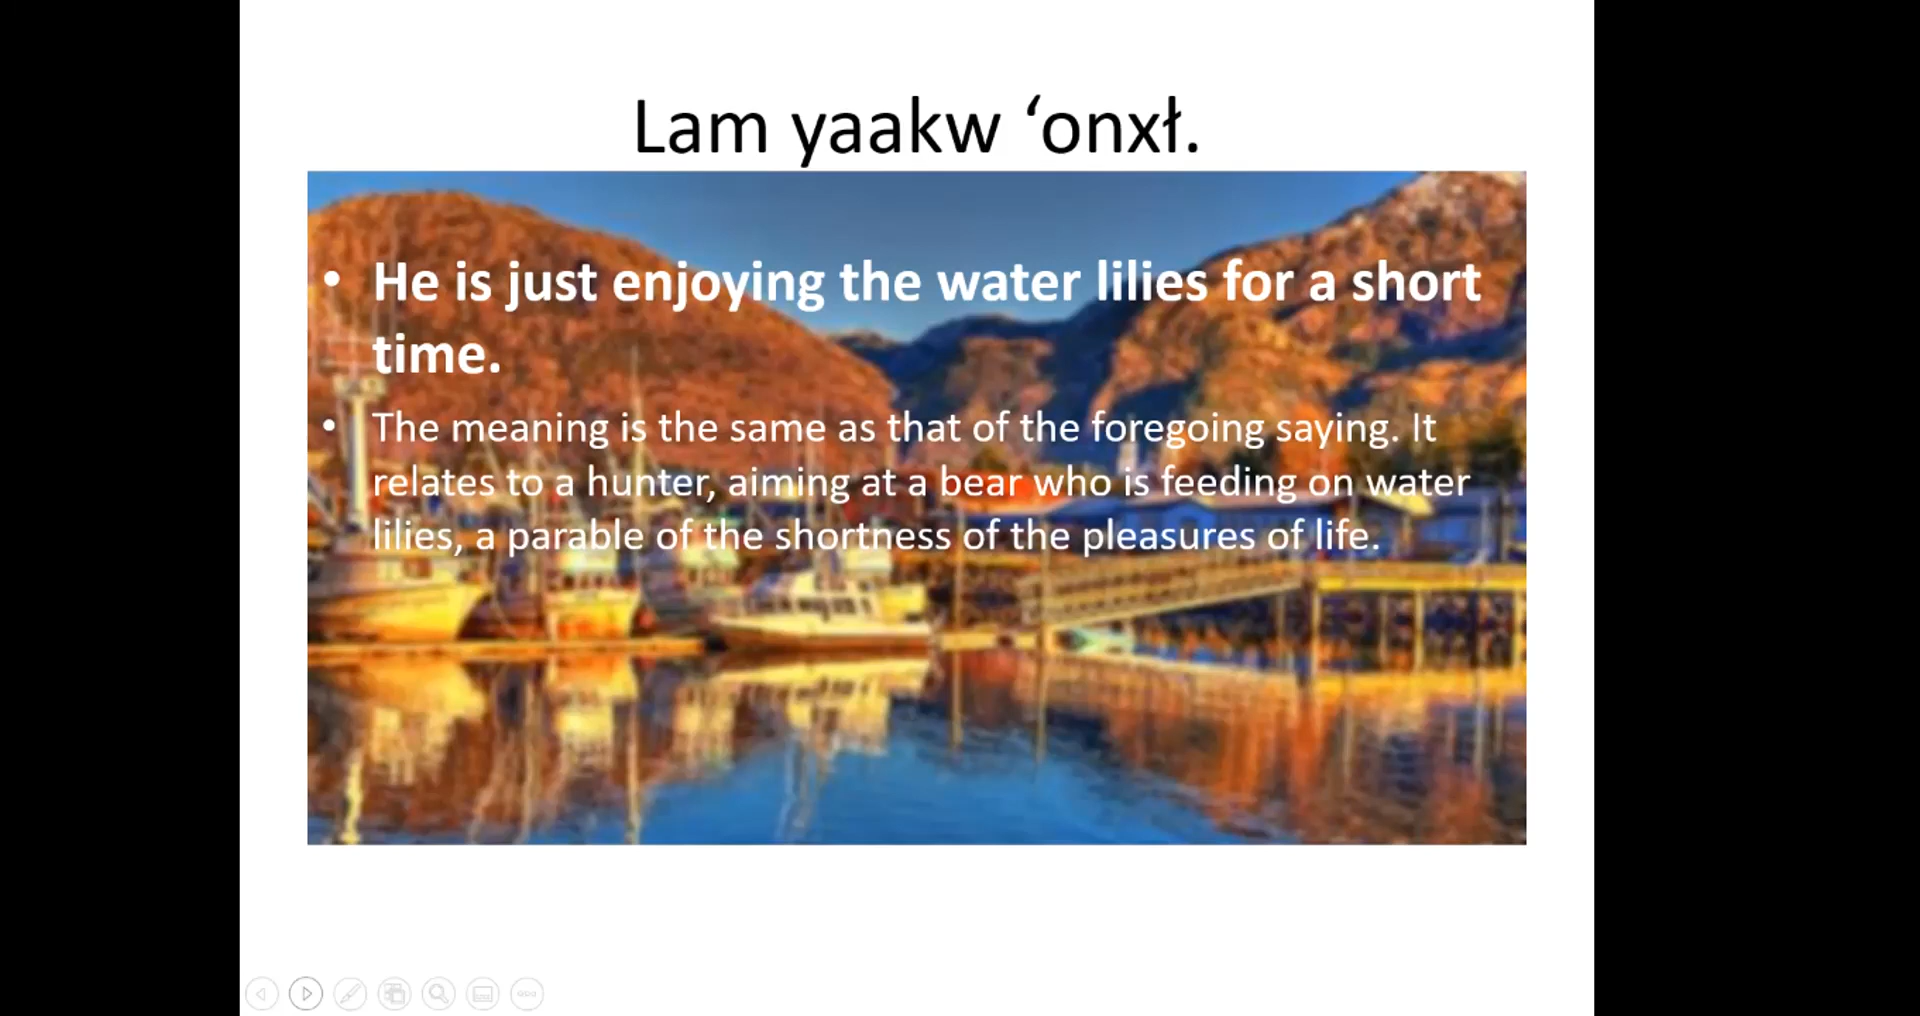 Lam yaakw ‘onxł.
• He is just enjoying the water lilies for a short
time.
• The meaning is the same as that of the foregoing saying. It
relates to a hunter, aiming at a bear who is feeding on water
lilies, a parable of the shortness of the pleasures of life.